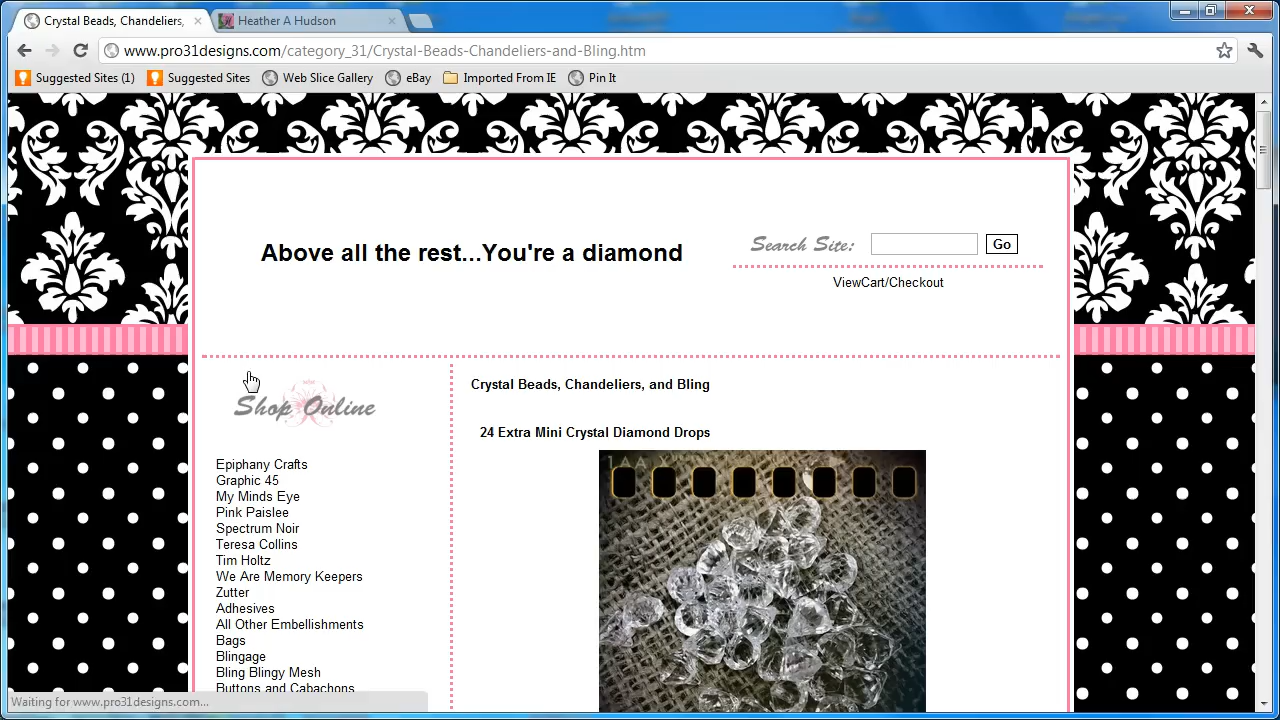 Crystal Beads, Chandeliers,
Heather A Hudson
www.pro31designs.com/category_31/Crystal-Beads-Chandeliers-and-Bling.htm
Suggested Sites (1)
Suggested Sites
Web Slice Gallery
eBay
Imported From IE
Pin It
Above all the rest...You're a diamond
Search Site:
Go
ViewCart/Checkout
Shop Online
Crystal Beads, Chandeliers, and Bling
24 Extra Mini Crystal Diamond Drops
Epiphany Crafts
Graphic 45
My Minds Eye
Pink Paislee
Spectrum Noir
Teresa Collins
Tim Holtz
We Are Memory Keepers
Zutter
Adhesives
All Other Embellishments
Bags
Blingage
Bling Blingy Mesh
Buttons and Cabachons
Waiting for www.pro31designs.com...